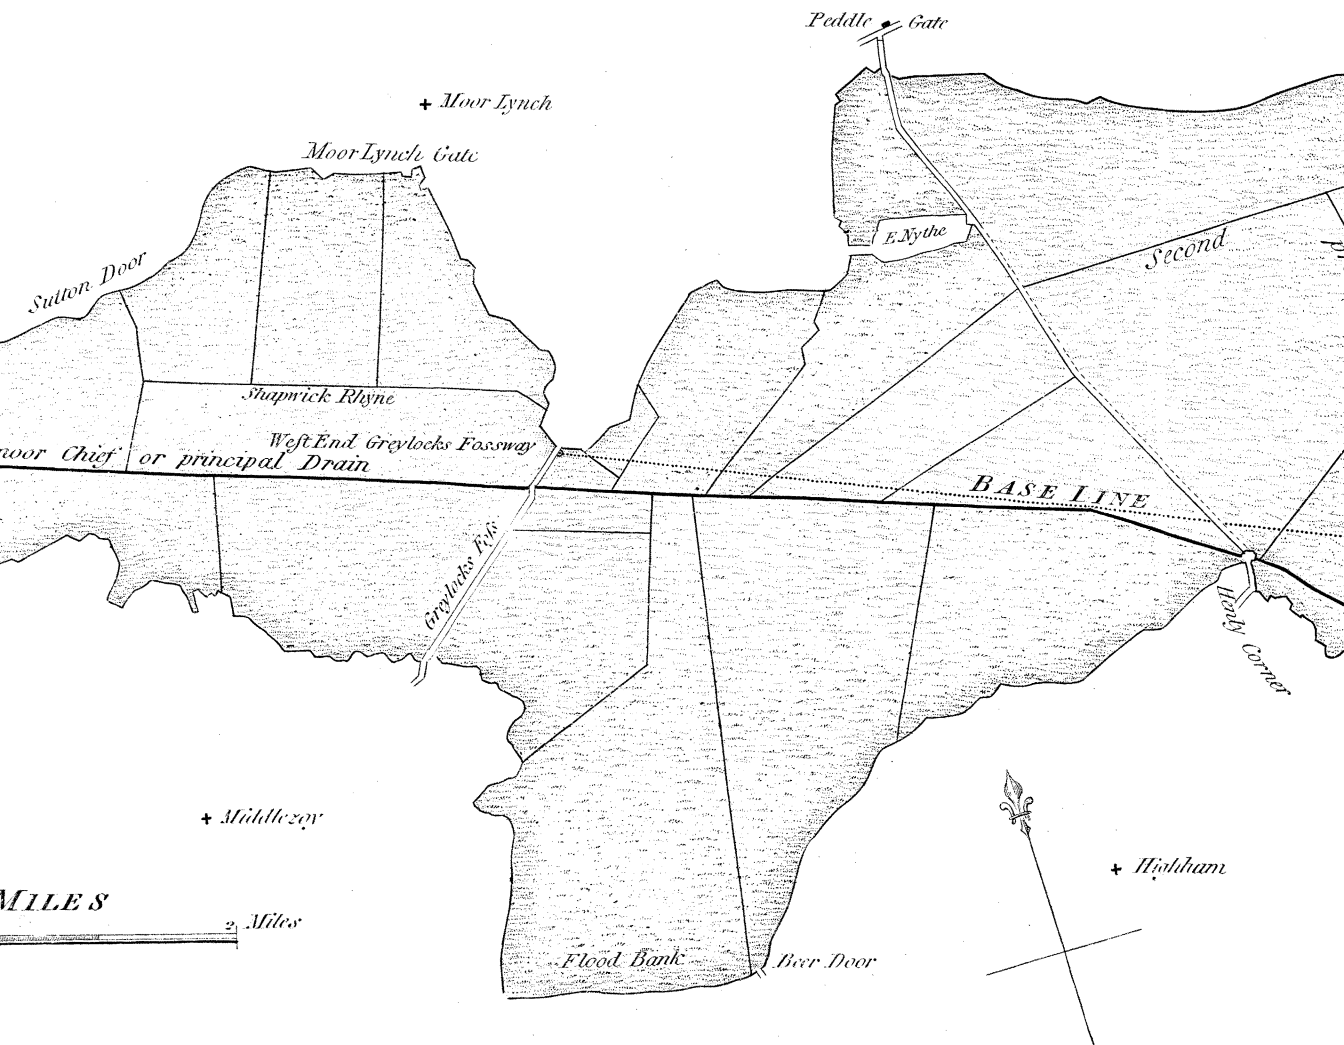 Peddle Gate
Moor Lynch
Moor Lynch Gate
E. Nythe
Second
Sutton Door
Shapwick Rhyne
West End Greylocks Fossway
moor Chief or principal Drain
BASE LINE
Greylocks Foss
Henly Corner
Middlezoy
Highham
MILES
2 Miles
Flood Bank
Beer Door